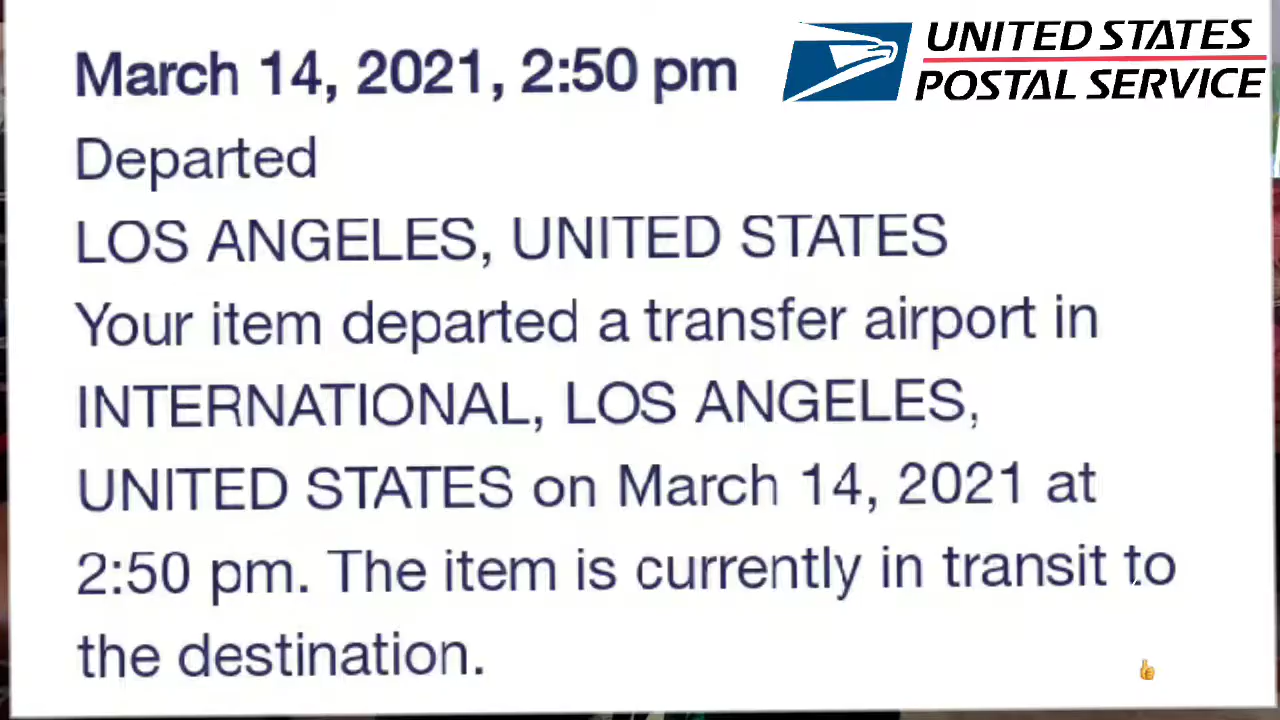 March 14, 2021, 2:50 pm
UNITED STATES
POSTAL SERVICE
Departed
LOS ANGELES, UNITED STATES
Your item departed a transfer airport in
INTERNATIONAL, LOS ANGELES,
UNITED STATES on March 14, 2021 at
2:50 pm. The item is currently in transit to
the destination.